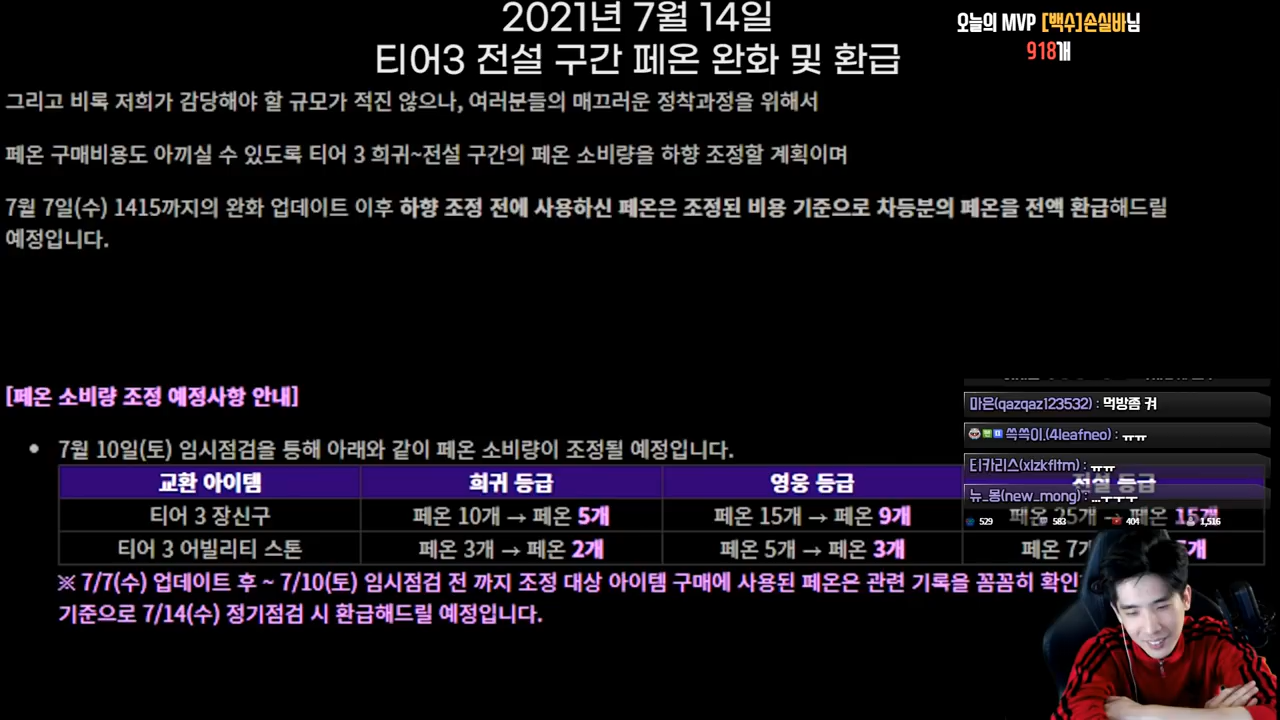 2021년 7월 14일
티어3 전설 구간 페온 완화 및 환급
오늘의 MVP [백수]손실바님
918개
그리고 비록 저희가 감당해야 할 규모가 적진 않으나, 여러분들의 매끄러운 정착과정을 위해서
페온 구매비용도 아끼실 수 있도록 티어 3 희귀~전설 구간의 페온 소비량을 하향 조정할 계획이며
7월 7일(수) 1415까지의 완화 업데이트 이후 하향 조정 전에 사용하신 페온은 조정된 비용 기준으로 차등분의 페온을 전액 환급해드릴
예정입니다.
[페온 소비량 조정 예정사항 안내]
• 7월 10일(토) 임시점검을 통해 아래와 같이 페온 소비량이 조정될 예정입니다.
교환 아이템 희귀 등급 영웅 등급 전설 등급
티어 3 장신구 페온 10개 → 페온 5개 페온 15개 → 페온 9개 페온 25개 → 페온 15개
티어 3 어빌리티 스톤 페온 3개 → 페온 2개 페온 5개 → 페온 3개 페온 7개
※ 7/7(수) 업데이트 후 ~ 7/10(토) 임시점검 전 까지 조정 대상 아이템 구매에 사용된 페온은 관련 기록을 꼼꼼히 확인
기준으로 7/14(수) 정기점검 시 환급해드릴 예정입니다.
마은(qazqaz123532) : 먹방좀 켜
쓱쓱이.(4leafneo) : ㅠㅠ
티카리스(xlzkfltm) : ㅠㅠ
뉴_몽(new_mong) :
529 583 404 1,516